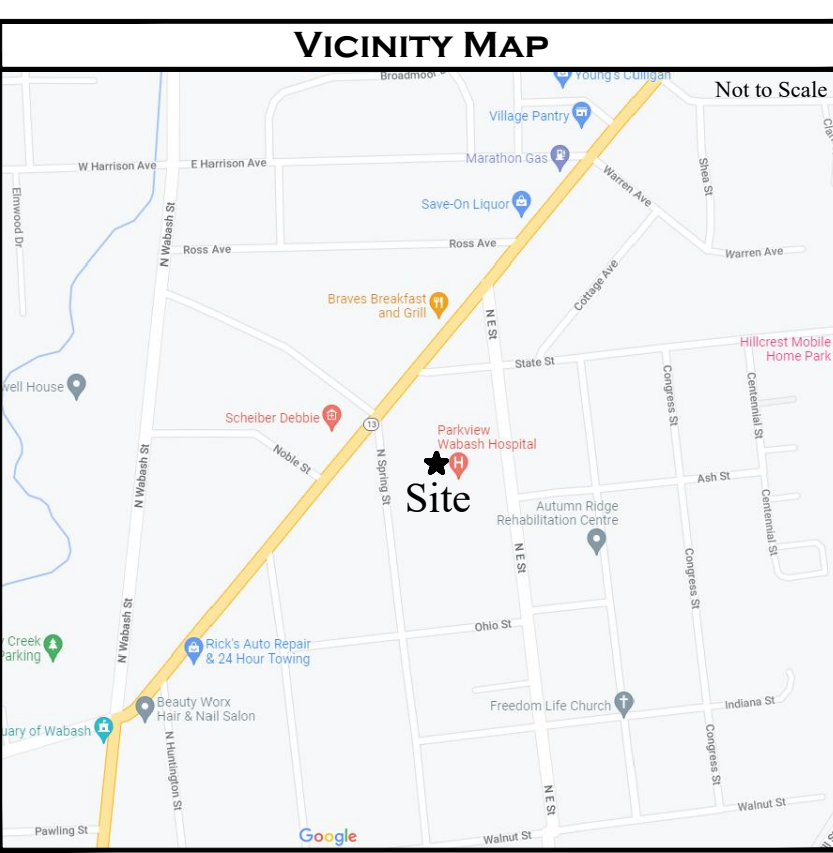 VICINITY MAP
Not to Scale
Broadmoor
Young's Culligan
Village Pantry
W Harrison Ave
E Harrison Ave
Marathon Gas
Shea St
Warren Ave
Elmwood Dr
Save-On Liquor
N Wabash St
Ross Ave
Ross Ave
Warren Ave
Cottage Ave
Braves Breakfast
and Grill
N E St
State St
Hillcrest Mobile
Home Park
well House
Congress St
Centennial St
Scheiber Debbie
13
Parkview
Wabash Hospital
Noble St
N Spring St
N Wabash St
H
Site
Ash St
Autumn Ridge
Rehabilitation Centre
Centennial St
N E St
Congress St
N Wabash St
Ohio St
Creek
Parking
Rick's Auto Repair
& 24 Hour Towing
Beauty Worx
Hair & Nail Salon
Freedom Life Church
Indiana St
uary of Wabash
N Huntington St
Congress St
N E St
Walnut St
Pawling St
Google
Walnut St